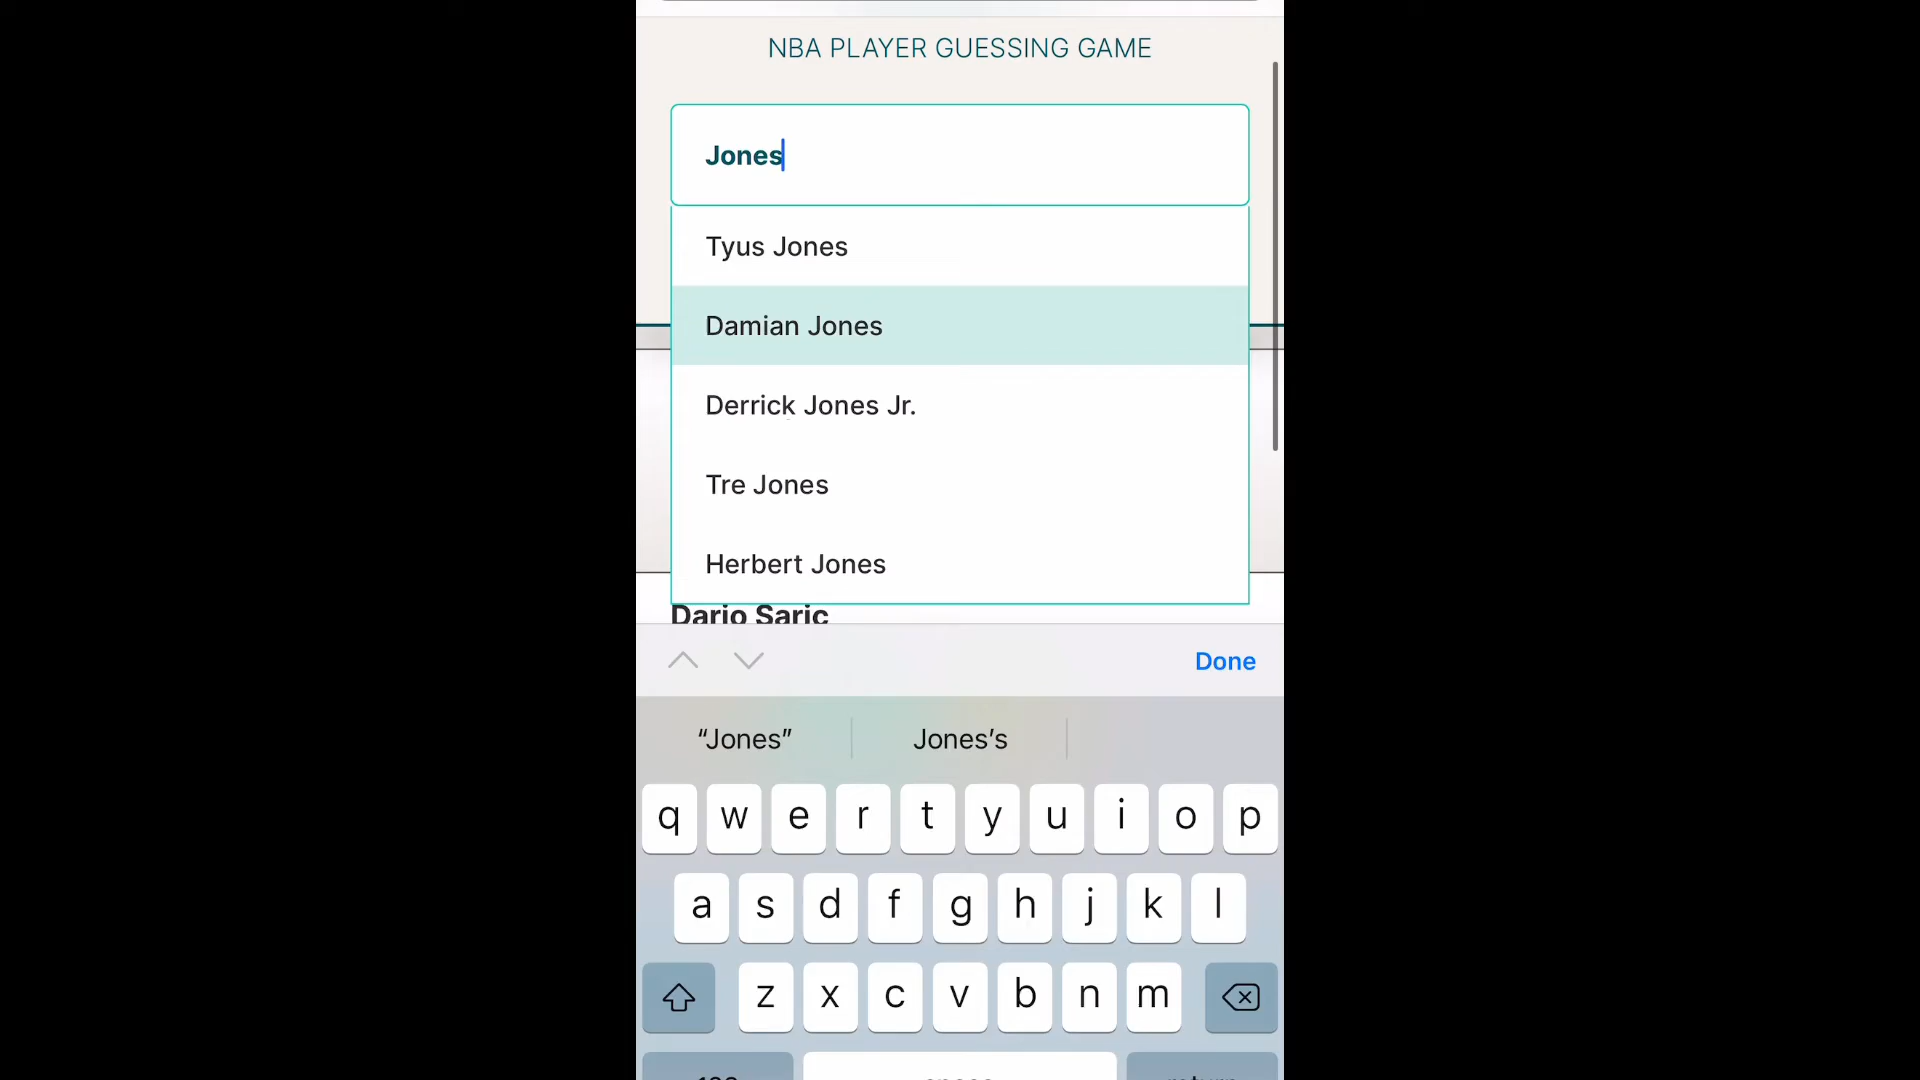 NBA PLAYER GUESSING GAME
Jones
Tyus Jones
Damian Jones
Derrick Jones Jr.
Tre Jones
Herbert Jones
Dario Saric
Done
“Jones” Jones’s
q w e r t y u i o p
a s d f g h j k l
z x c v b n m